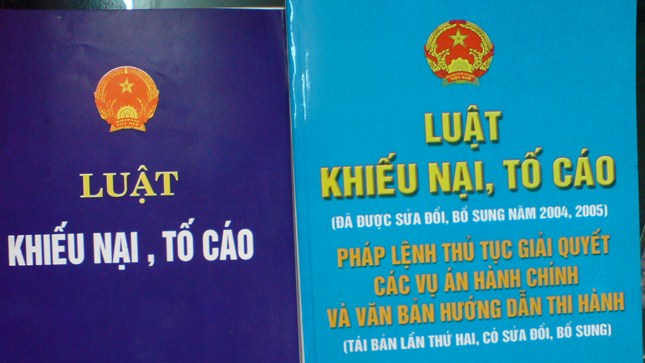 LUẬT
KHIẾU NẠI , TỐ CÁO
LUẬT
KHIẾU NẠI, TỐ CÁO
(ĐÃ ĐƯỢC SỬA ĐỔI, BỔ SUNG NĂM 2004, 2005)
PHÁP LỆNH THỦ TỤC GIẢI QUYẾT
CÁC VỤ ÁN HÀNH CHÍNH
VÀ VĂN BẢN HƯỚNG DẪN THI HÀNH
(TÁI BẢN LẦN THỨ HAI, CÓ SỬA ĐỔI, BỔ SUNG)